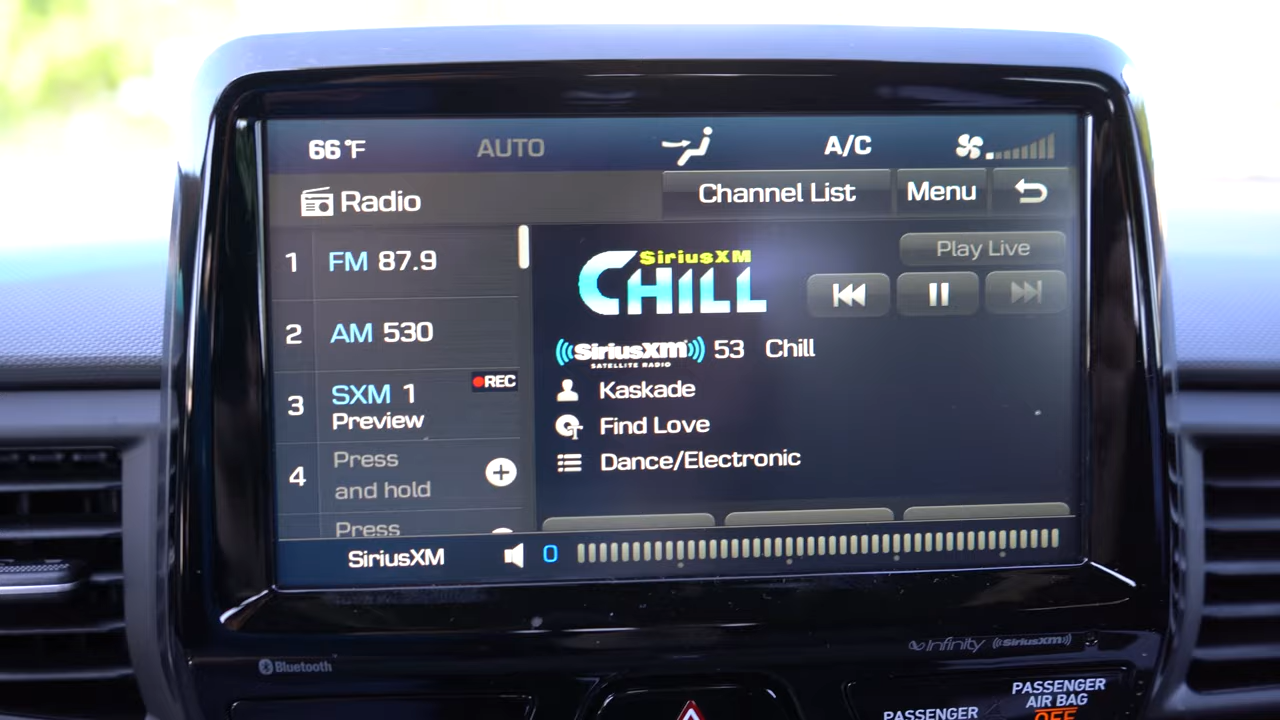 66°F AUTO A/C
Radio Channel List Menu
1 FM 87.9
2 AM 530
3 SXM 1 REC
Preview
4 Press
and hold
Press
SiriusXM
CHILL
Play Live
SiriusXM 53 Chill
SATELLITE RADIO
Kaskade
Find Love
Dance/Electronic
SiriusXM 0
Infinity SiriusXM
Bluetooth
PASSENGER
AIR BAG
OFF
PASSENGER